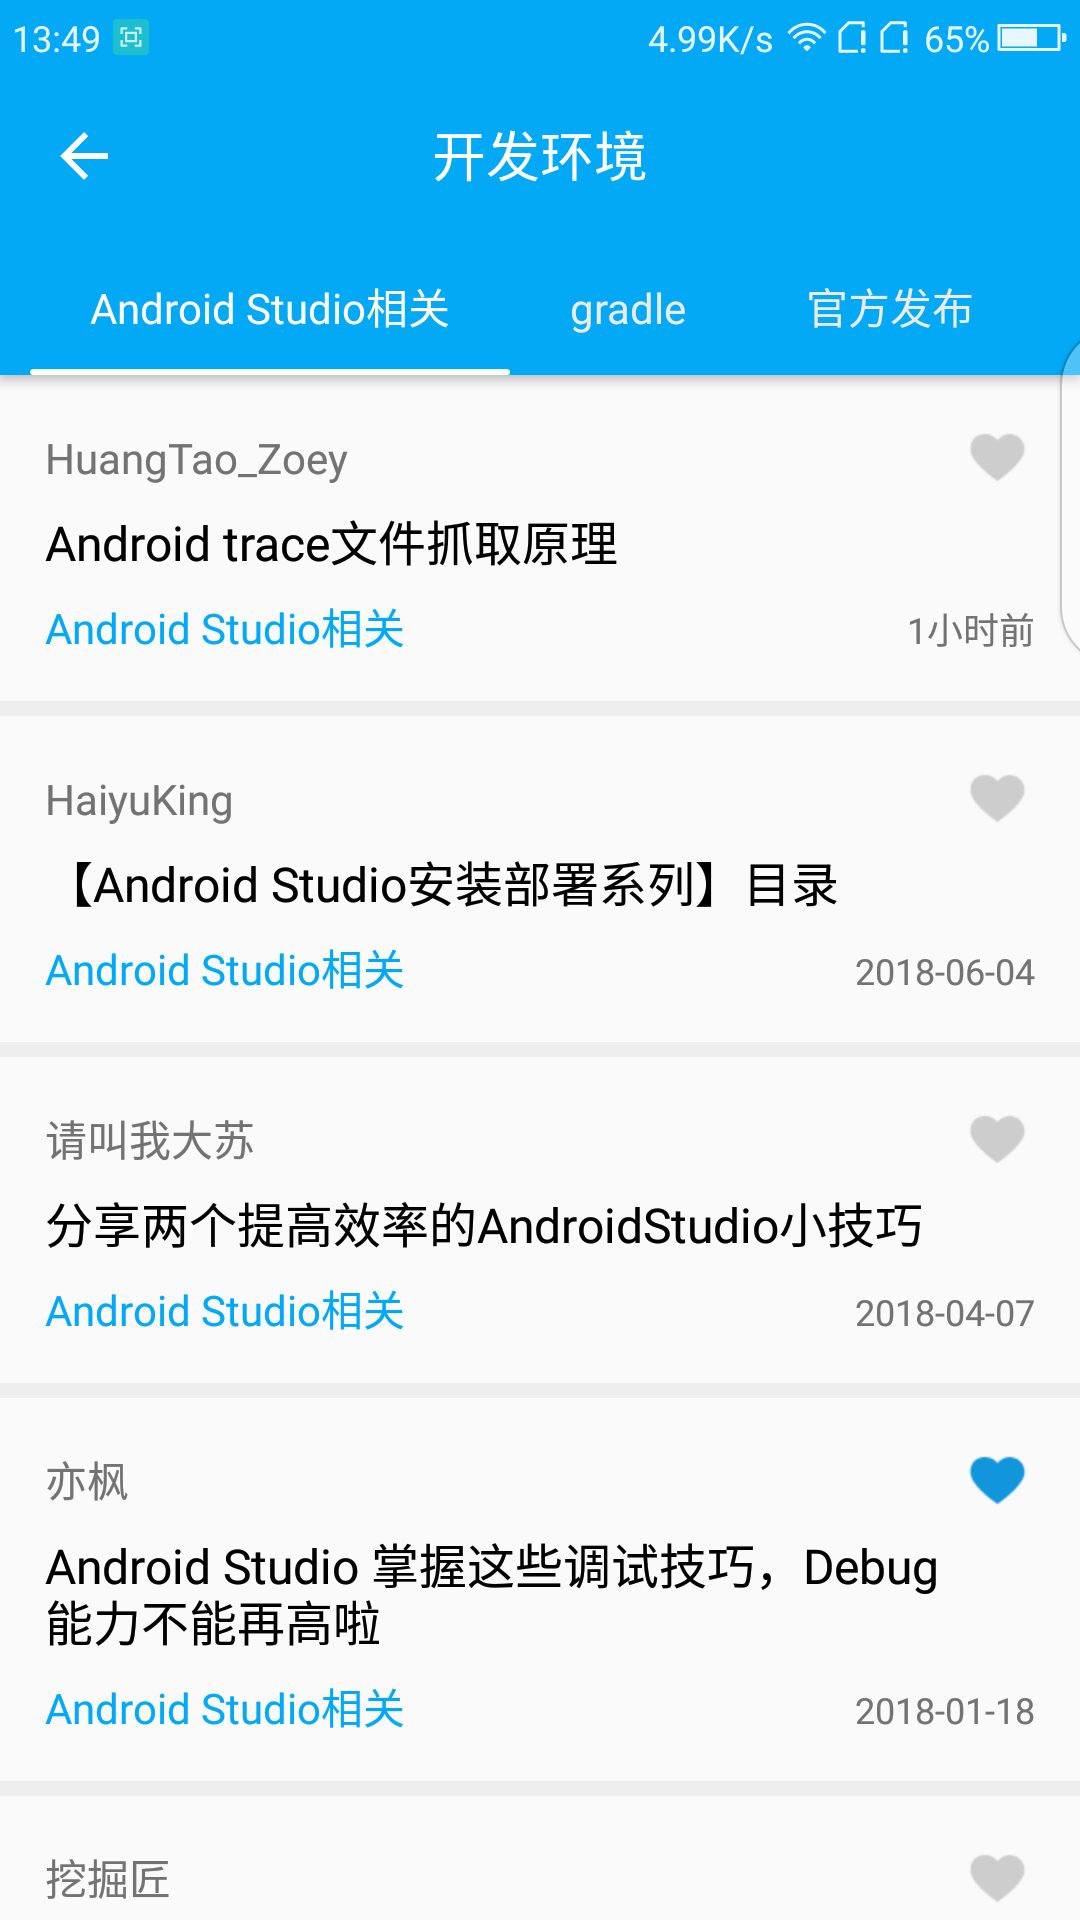 13:49
4.99K/s
65%
开发环境
Android Studio相关
gradle
官方发布
HuangTao_Zoey
Android trace文件抓取原理
Android Studio相关
1小时前
HaiyuKing
【Android Studio安装部署系列】目录
Android Studio相关
2018-06-04
请叫我大苏
分享两个提高效率的AndroidStudio小技巧
Android Studio相关
2018-04-07
亦枫
Android Studio 掌握这些调试技巧，Debug
能力不能再高啦
Android Studio相关
2018-01-18
挖掘匠